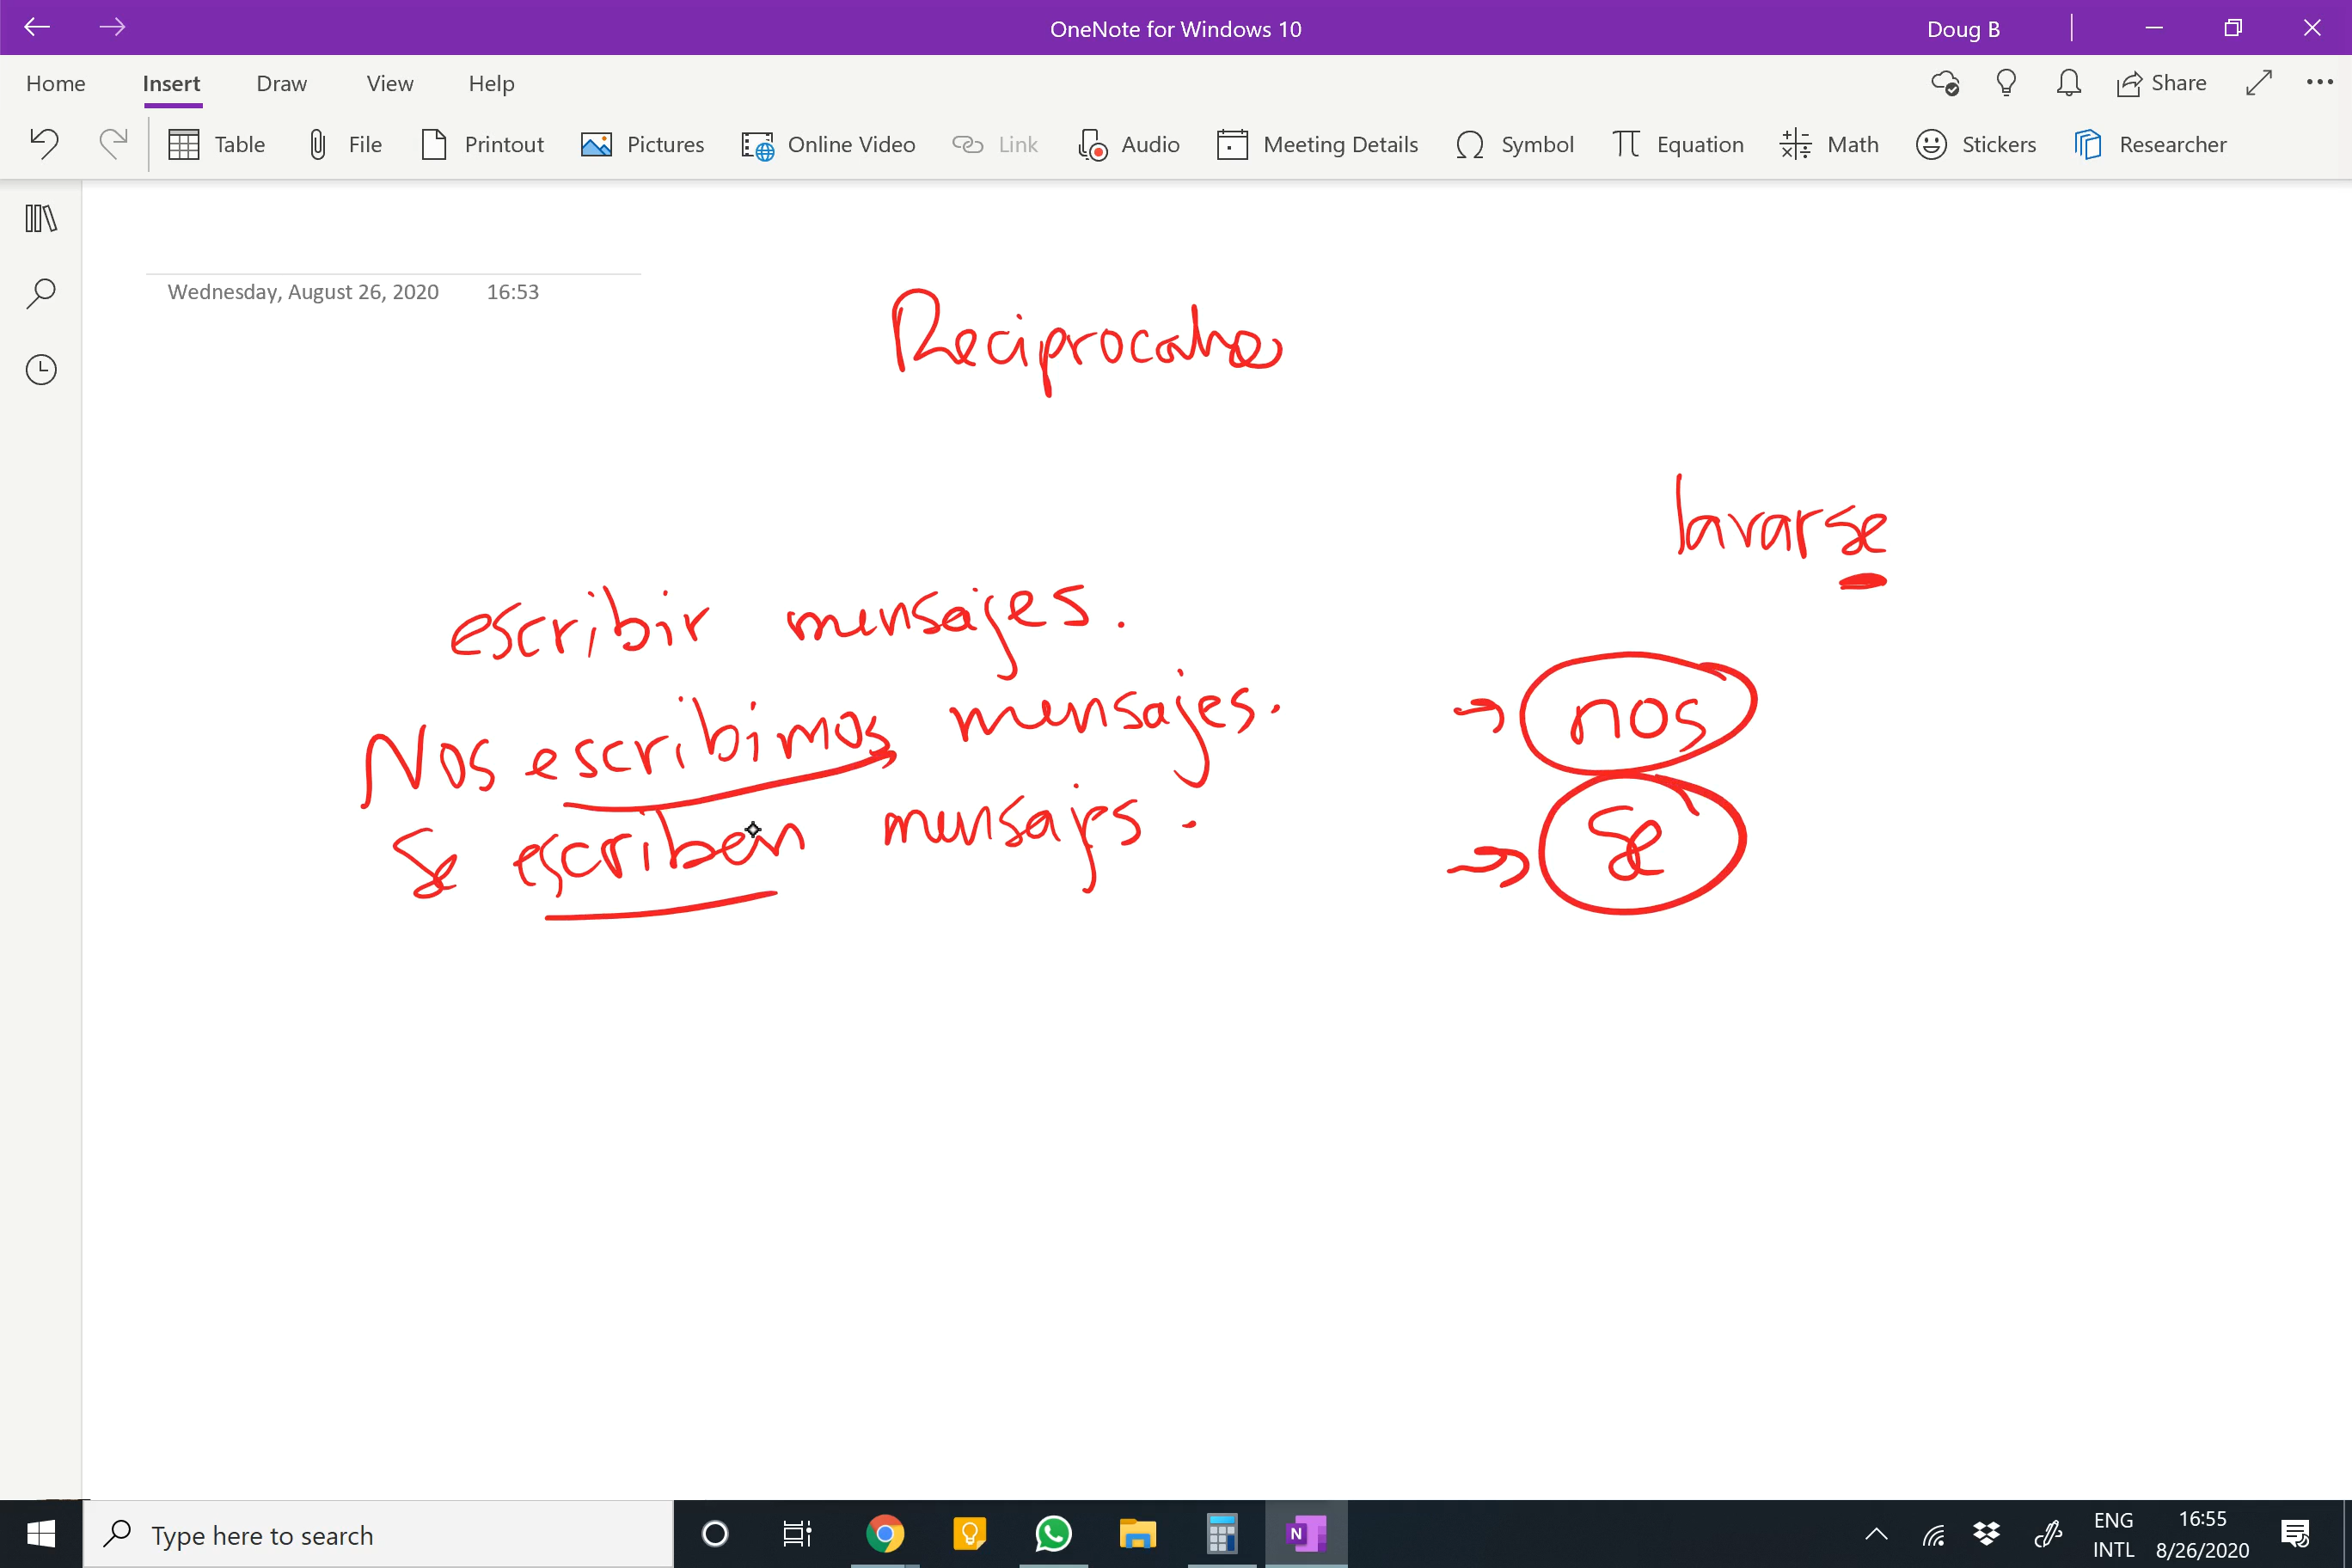 OneNote for Windows 10 Doug B
Home Insert Draw View Help Share
Table File Printout Pictures Online Video Link Audio Meeting Details Symbol Equation Math Stickers Researcher
Wednesday, August 26, 2020 16:53
lavarse
escribir mensajes.
Nos escribimos mensajes. → nos
Se escriben mensajes. → se
Type here to search
ENG 16:55
INTL 8/26/2020